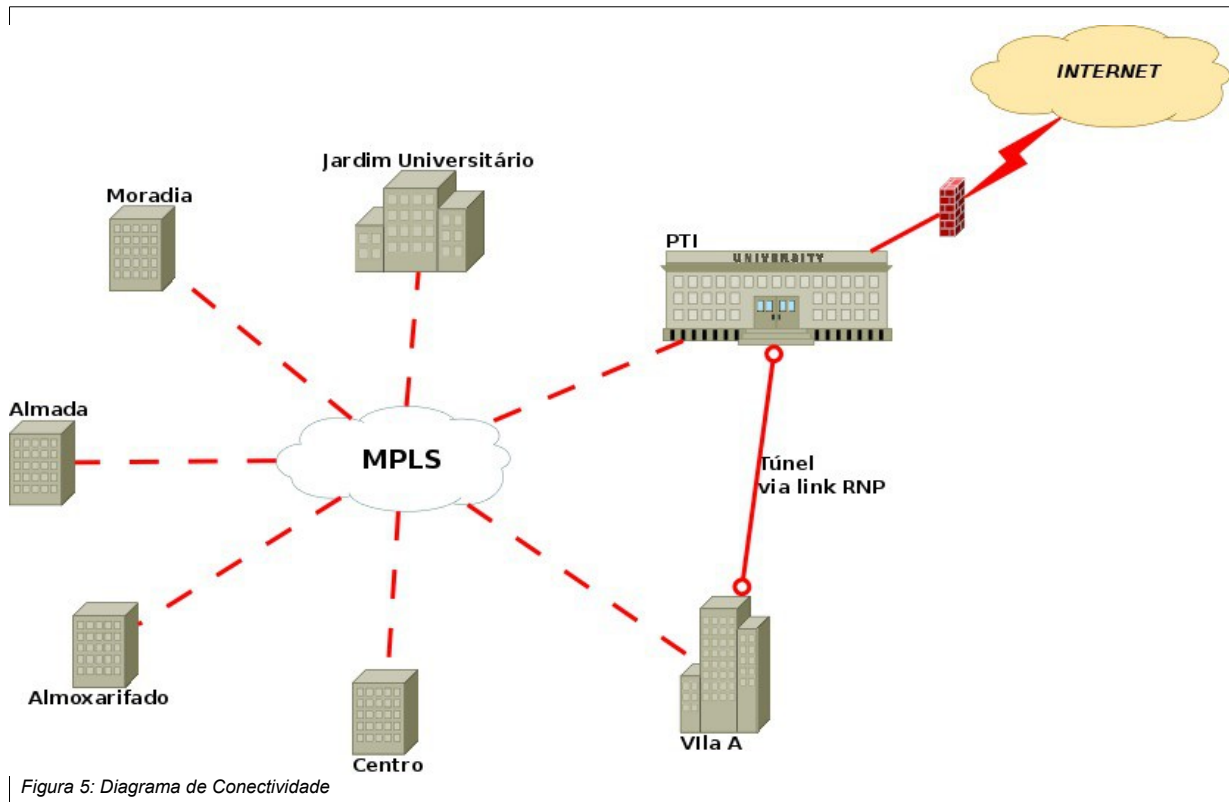 INTERNET
Jardim Universitário
Moradia
PTI
UNIVERSITY
Almada
MPLS
Túnel
via link RNP
Almoxarifado
VIla A
Centro
Figura 5: Diagrama de Conectividade